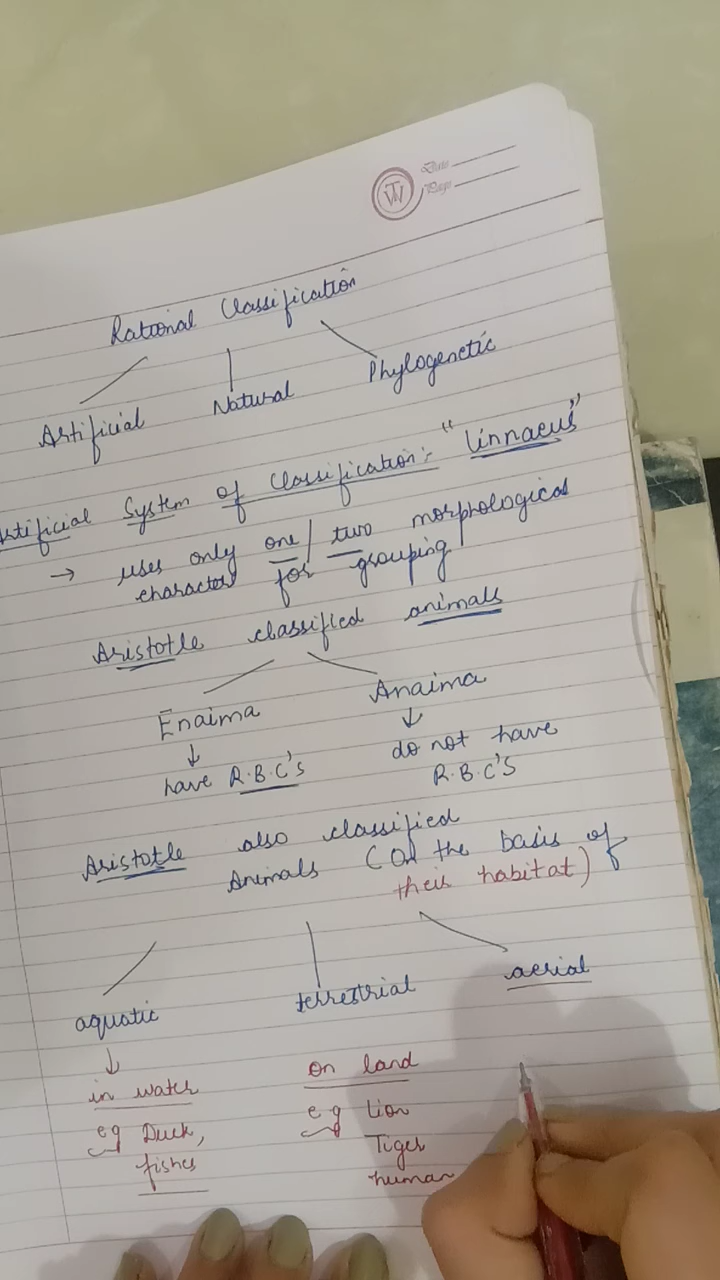 Date
Page
Rational Classification
Artificial Natural Phylogenetic
Artificial System of Classification:- "Linnaeus"
→ uses only one/two morphological
character for grouping
Aristotle classified animals
Enaima Anaima
↓ ↓
have R.B.C's do not have
R.B.C'S
Aristotle also classified
Animals (On the basis of
their habitat)
aquatic terrestrial aerial
↓
in water on land
eg Duck, eg Lion
fishes Tiger
human